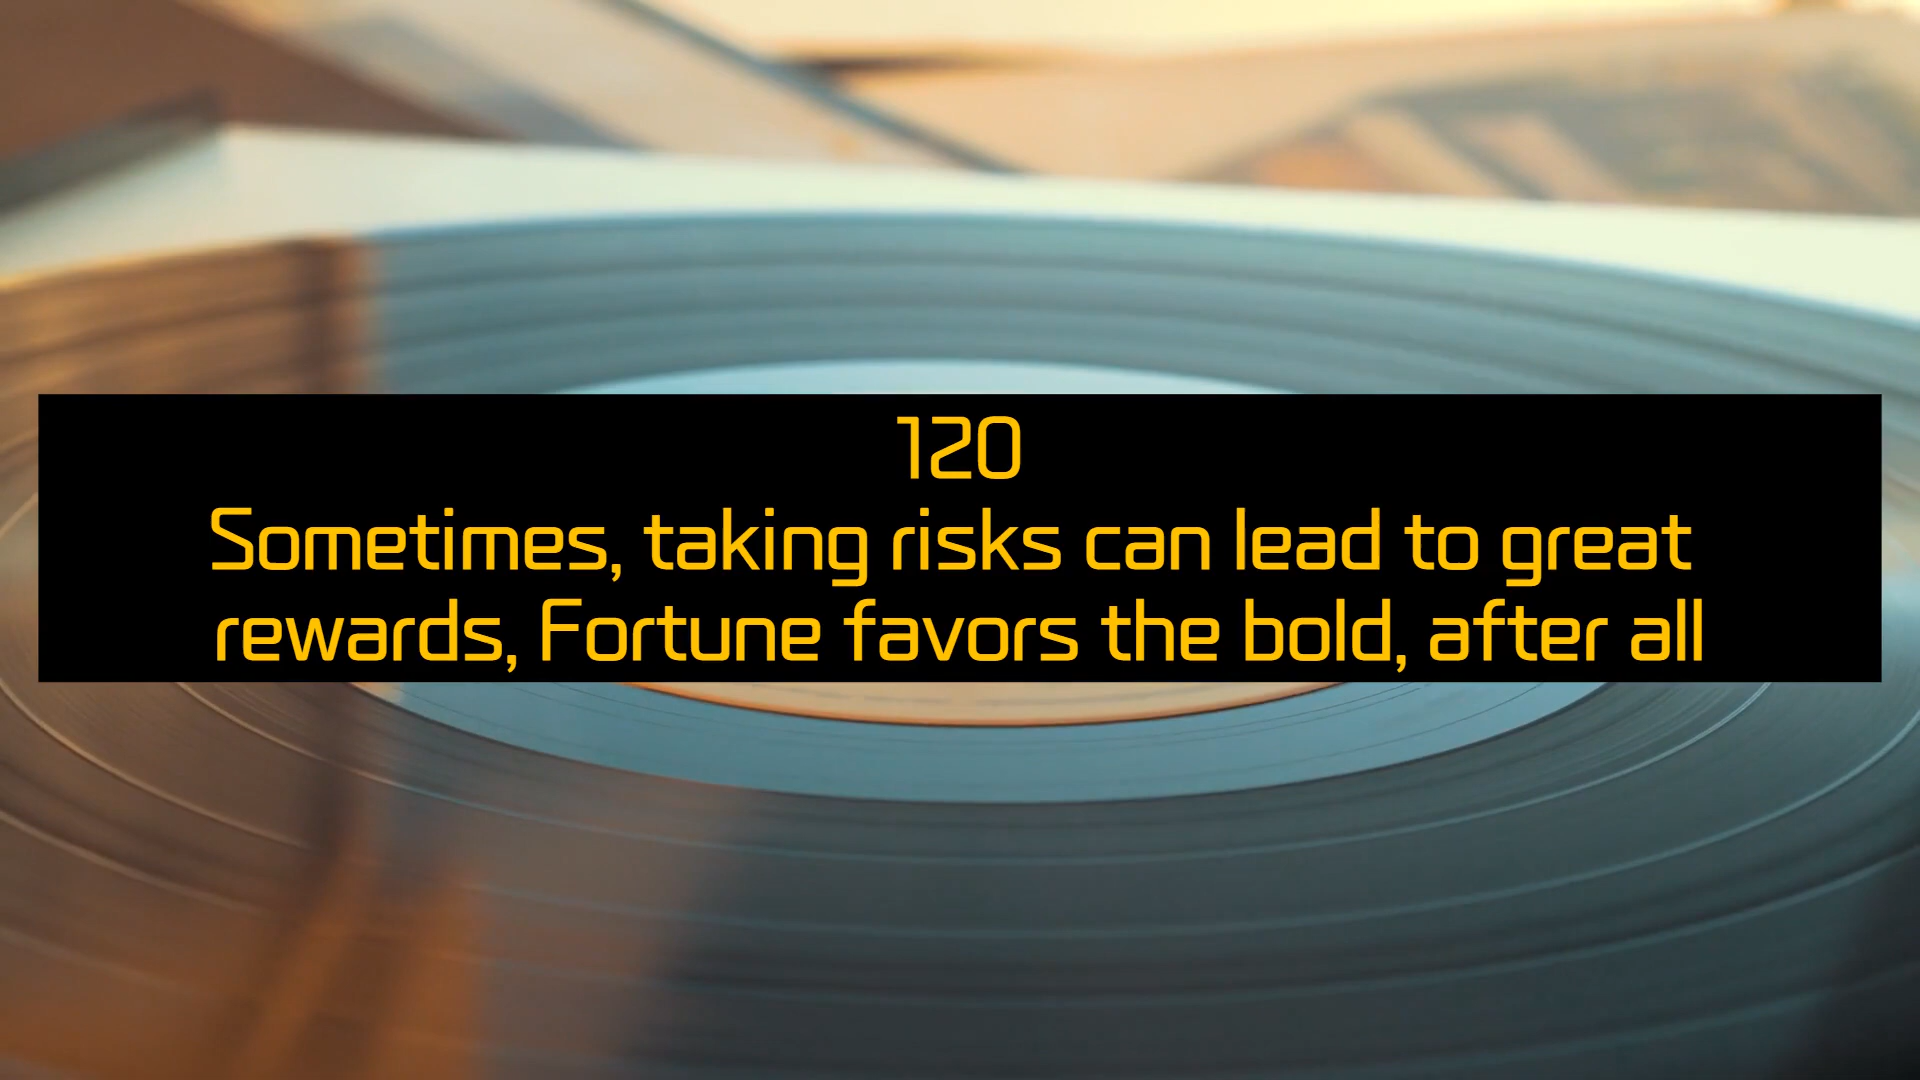 120
Sometimes, taking risks can lead to great
rewards, Fortune favors the bold, after all